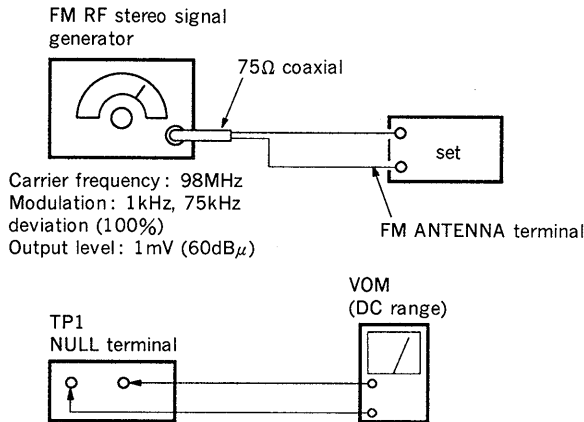 FM RF stereo signal
generator
75Ω coaxial
set
Carrier frequency: 98MHz
Modulation: 1kHz, 75kHz
deviation (100%)
Output level: 1mV (60dBμ)
FM ANTENNA terminal
VOM
(DC range)
TP1
NULL terminal